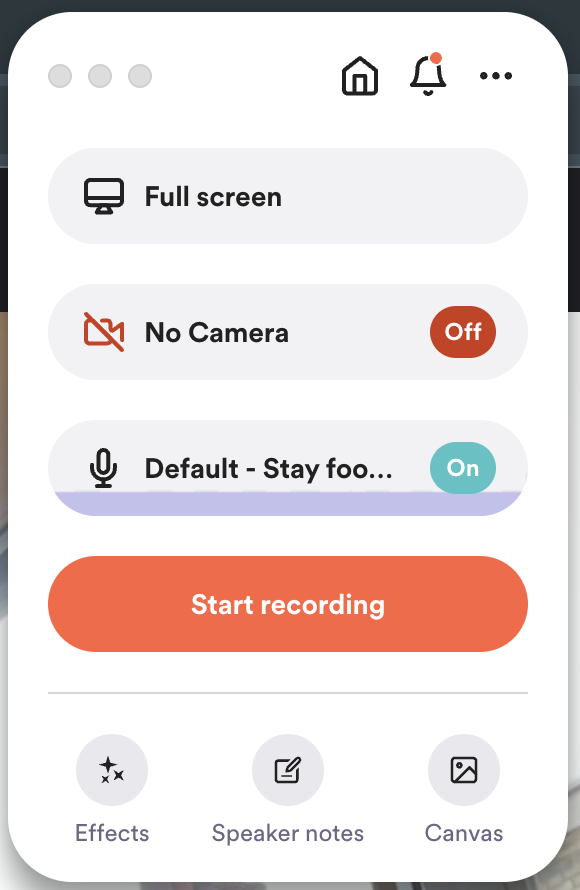 Full screen
No Camera
Off
Default - Stay foo...
On
Start recording
Effects
Speaker notes
Canvas